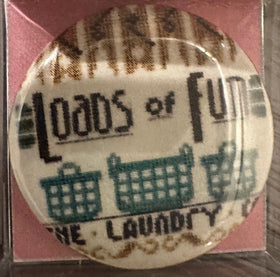 LOADS of FUN
THE LAUNDRY